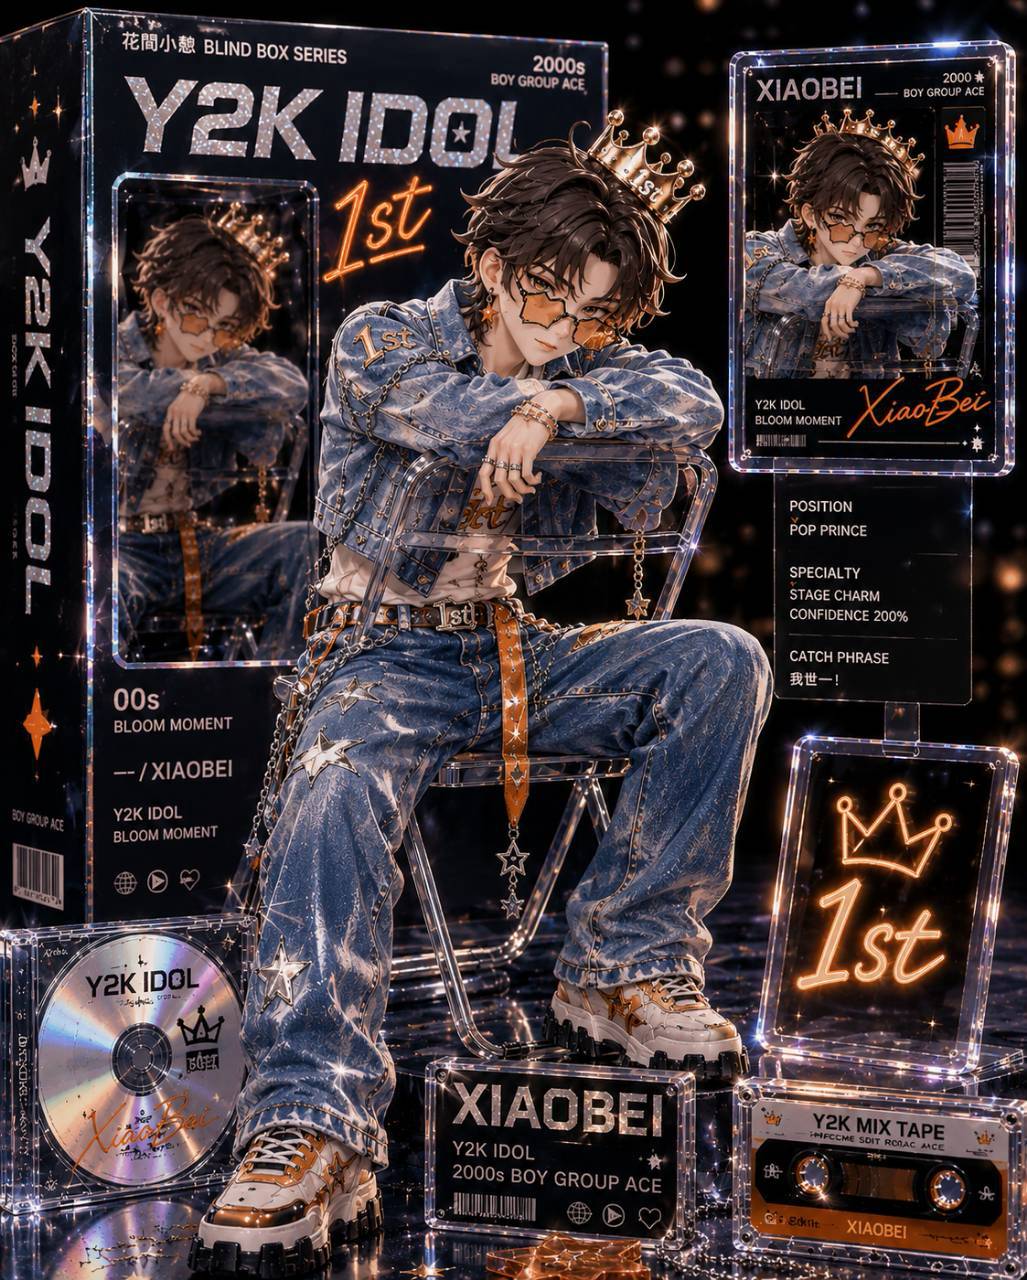 花間小憩 BLIND BOX SERIES
2000s
BOY GROUP ACE
Y2K IDOL
1st
Y2K IDOL
BOY GROUP ACE
00s
BLOOM MOMENT
/ XIAOBEI
Y2K IDOL
BLOOM MOMENT
1st
1st
1st
XIAOBEI
2000
BOY GROUP ACE
1st
Y2K IDOL
BLOOM MOMENT
XiaoBei
POSITION
POP PRINCE
SPECIALTY
STAGE CHARM
CONFIDENCE 200%
CATCH PHRASE
我世一!
1st
Y2K IDOL
XiaoBei
XIAOBEI
Y2K IDOL
2000s BOY GROUP ACE
Y2K MIX TAPE
XIAOBEI